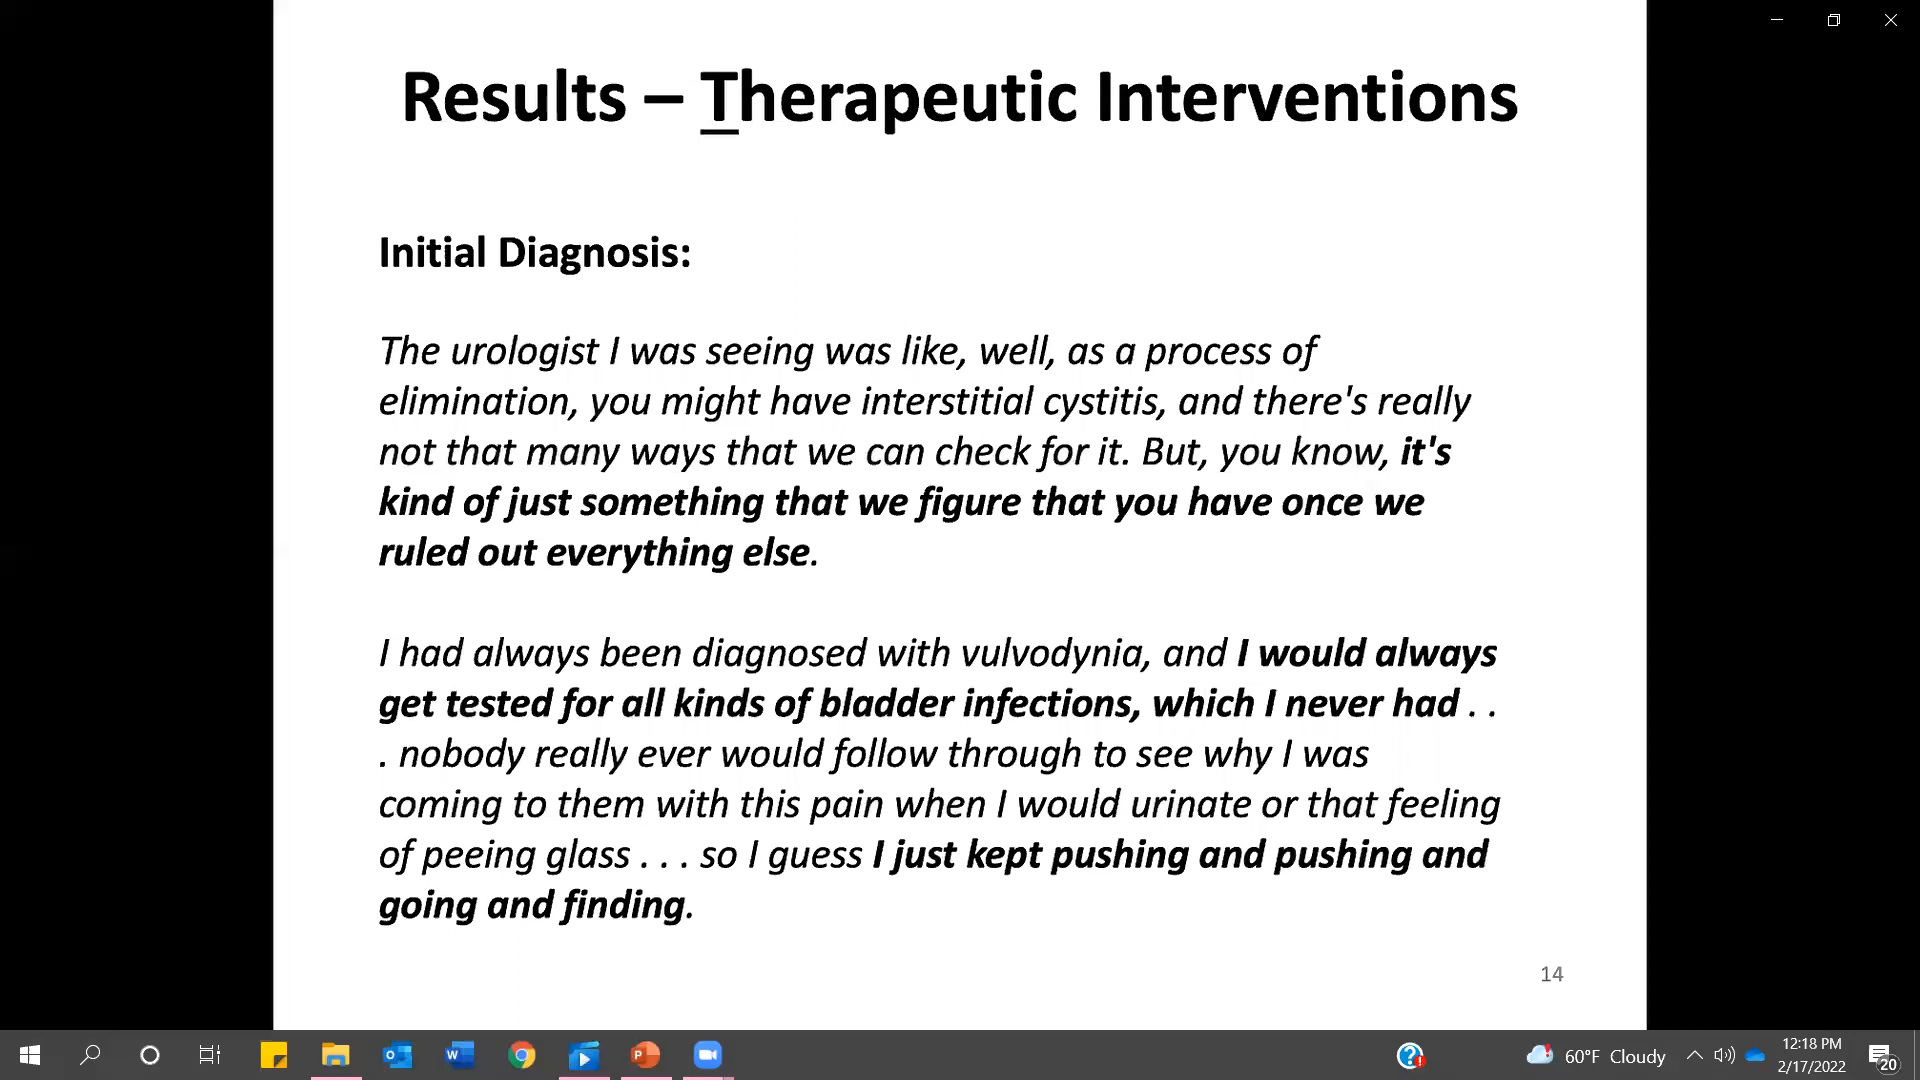 Results – Therapeutic Interventions
Initial Diagnosis:
The urologist I was seeing was like, well, as a process of
elimination, you might have interstitial cystitis, and there's really
not that many ways that we can check for it. But, you know, it's
kind of just something that we figure that you have once we
ruled out everything else.
I had always been diagnosed with vulvodynia, and I would always
get tested for all kinds of bladder infections, which I never had . .
. nobody really ever would follow through to see why I was
coming to them with this pain when I would urinate or that feeling
of peeing glass . . . so I guess I just kept pushing and pushing and
going and finding.
14
60°F Cloudy
12:18 PM
2/17/2022
20